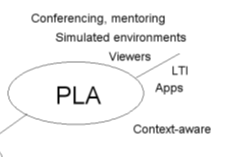 Conferencing, mentoring
Simulated environments
Viewers
LTI
PLA
Apps
Context-aware